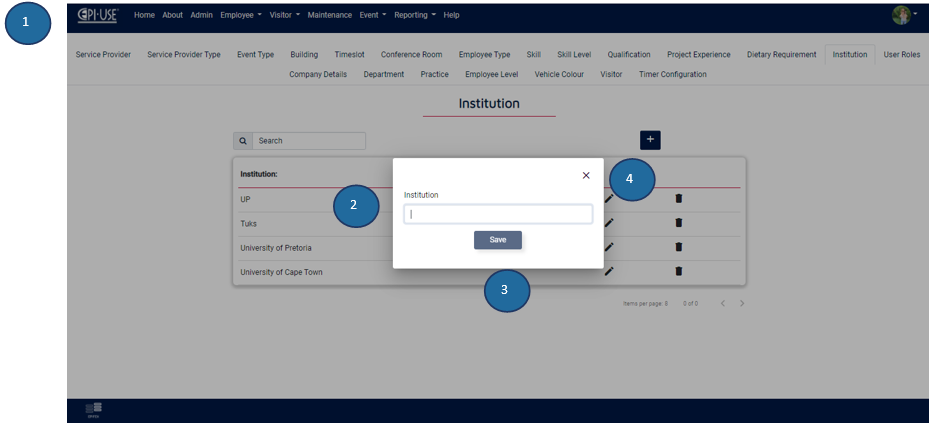 1
EPI-USE Home About Admin Employee Visitor Maintenance Event Reporting Help
Service Provider Service Provider Type Event Type Building Timeslot Conference Room Employee Type Skill Skill Level Qualification Project Experience Dietary Requirement Institution User Roles
Company Details Department Practice Employee Level Vehicle Colour Visitor Timer Configuration
Institution
Search +
Institution:
4
Institution
UP
2
Tuks
Save
University of Pretoria
University of Cape Town
3
Items per page: 8 0 of 0